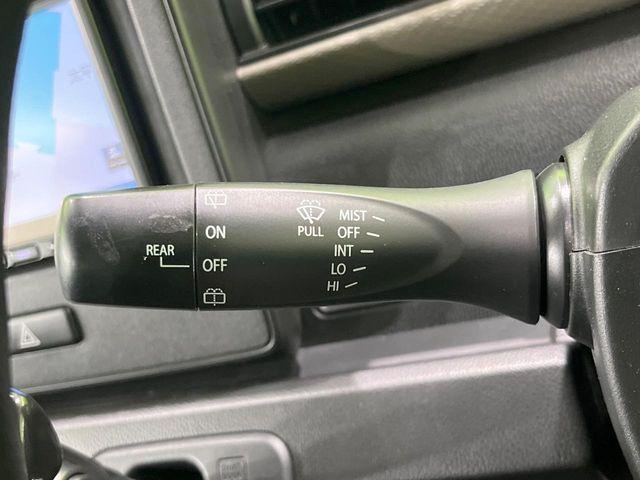 REAR
ON
OFF
PULL
MIST
OFF
INT
LO
HI